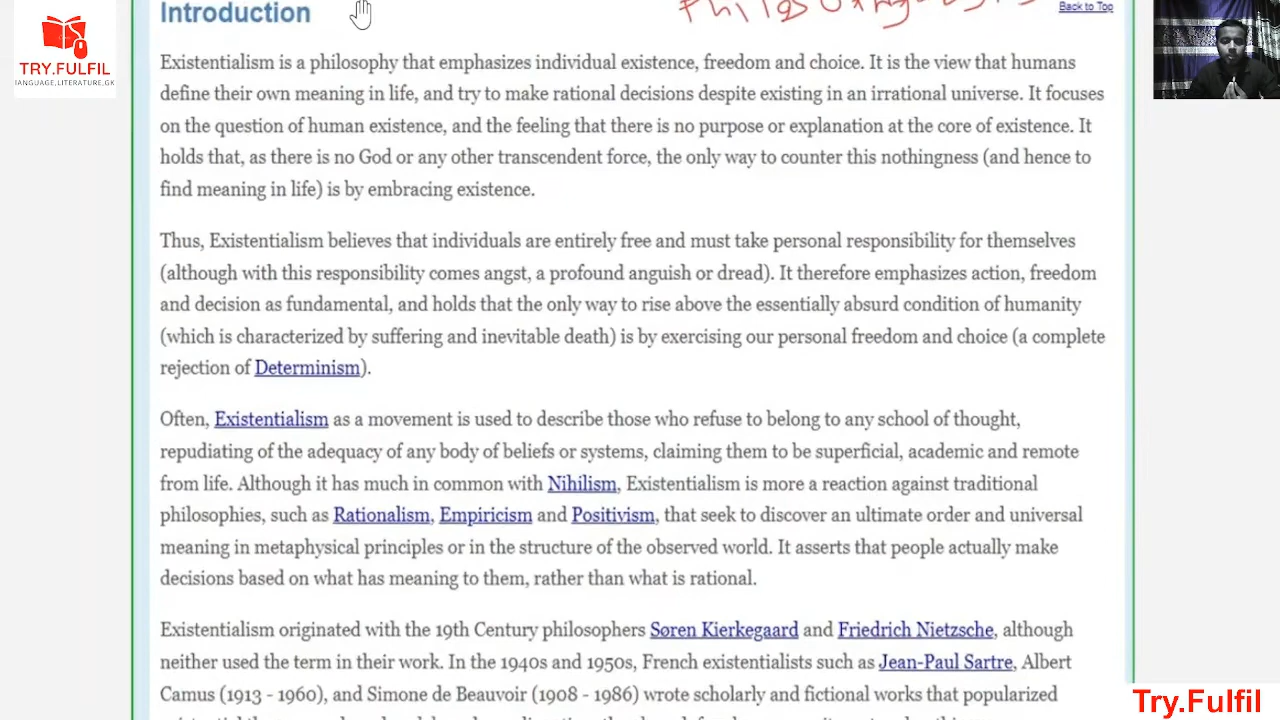 Introduction
Back to Top
TRY.FULFIL
LANGUAGE,LITERATURE,GK
Existentialism is a philosophy that emphasizes individual existence, freedom and choice. It is the view that humans
define their own meaning in life, and try to make rational decisions despite existing in an irrational universe. It focuses
on the question of human existence, and the feeling that there is no purpose or explanation at the core of existence. It
holds that, as there is no God or any other transcendent force, the only way to counter this nothingness (and hence to
find meaning in life) is by embracing existence.
Thus, Existentialism believes that individuals are entirely free and must take personal responsibility for themselves
(although with this responsibility comes angst, a profound anguish or dread). It therefore emphasizes action, freedom
and decision as fundamental, and holds that the only way to rise above the essentially absurd condition of humanity
(which is characterized by suffering and inevitable death) is by exercising our personal freedom and choice (a complete
rejection of Determinism).
Often, Existentialism as a movement is used to describe those who refuse to belong to any school of thought,
repudiating of the adequacy of any body of beliefs or systems, claiming them to be superficial, academic and remote
from life. Although it has much in common with Nihilism, Existentialism is more a reaction against traditional
philosophies, such as Rationalism, Empiricism and Positivism, that seek to discover an ultimate order and universal
meaning in metaphysical principles or in the structure of the observed world. It asserts that people actually make
decisions based on what has meaning to them, rather than what is rational.
Existentialism originated with the 19th Century philosophers Søren Kierkegaard and Friedrich Nietzsche, although
neither used the term in their work. In the 1940s and 1950s, French existentialists such as Jean-Paul Sartre, Albert
Camus (1913 - 1960), and Simone de Beauvoir (1908 - 1986) wrote scholarly and fictional works that popularized
Try.Fulfil